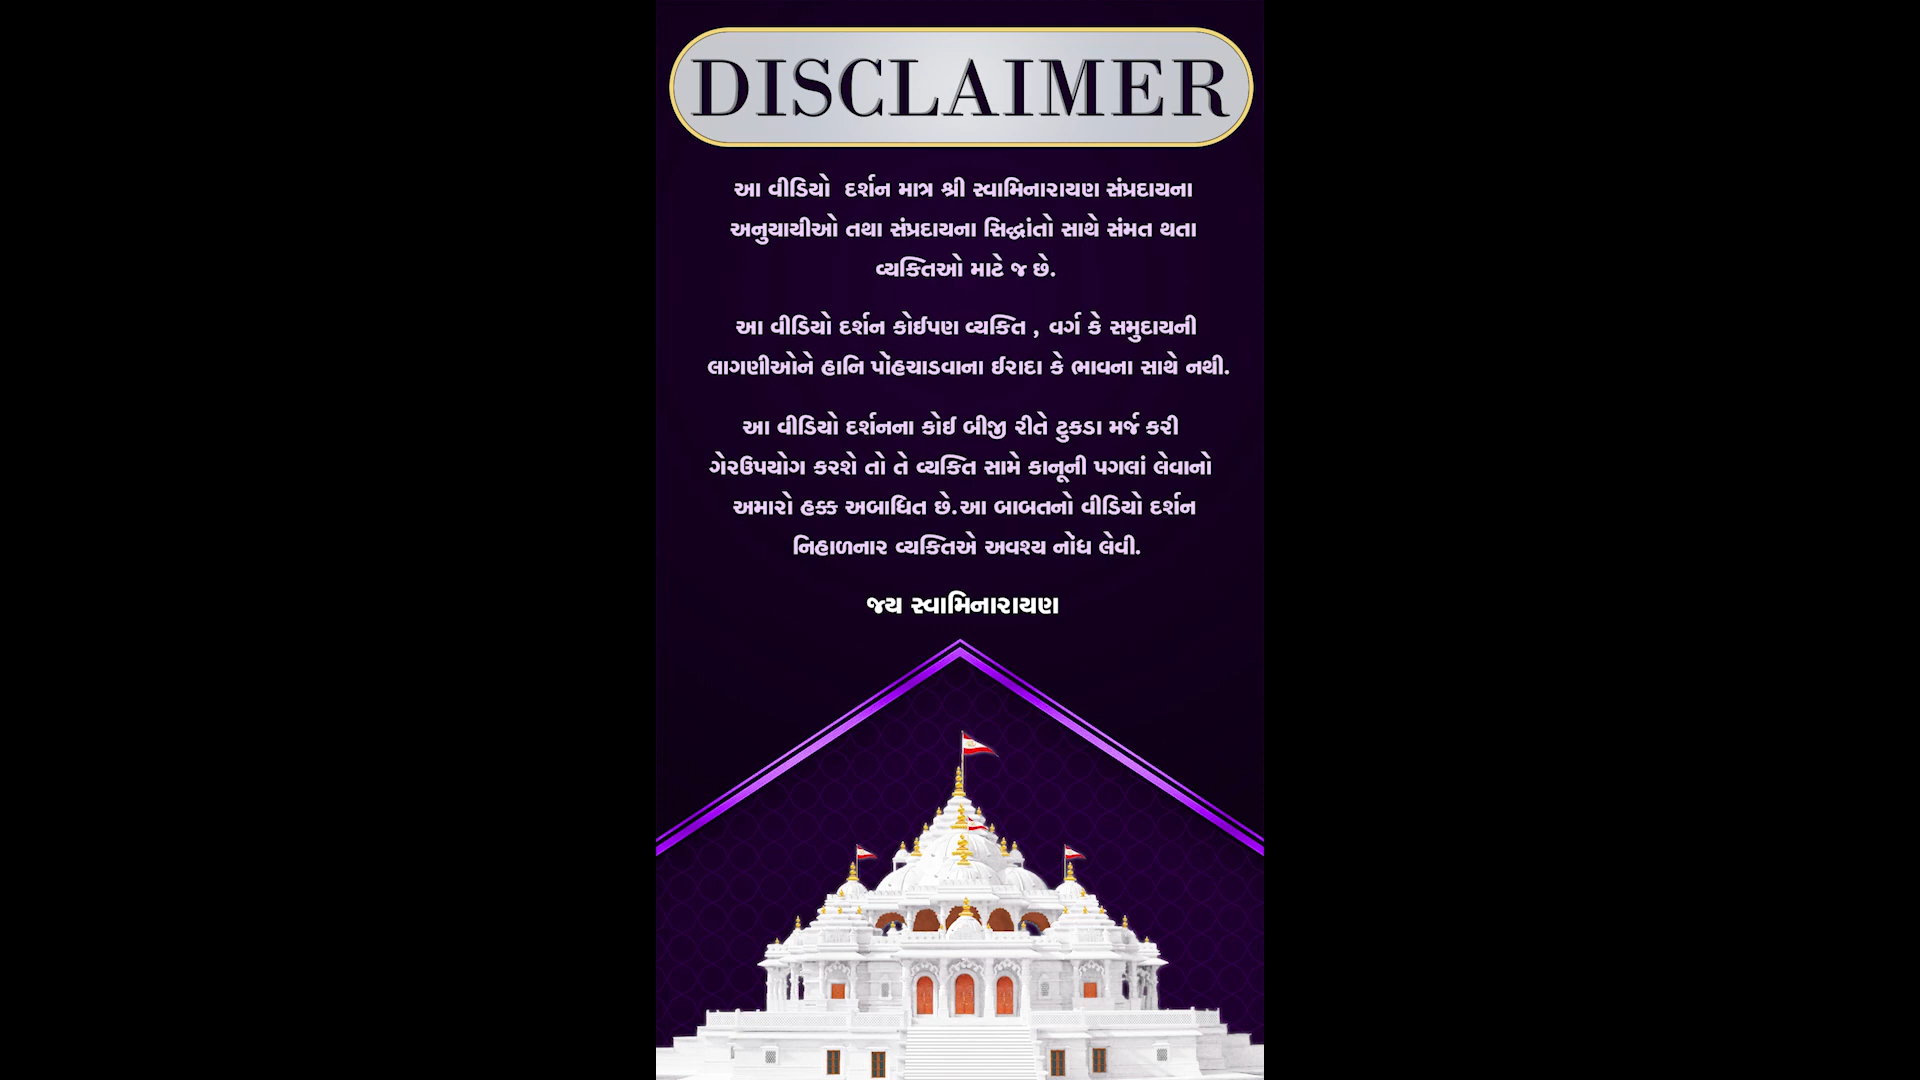 DISCLAIMER
આ વીડિયો દર્શન માત્ર શ્રી સ્વામિનારાયણ સંપ્રદાયના
અનુયાયીઓ તથા સંપ્રદાયના સિદ્ધાંતો સાથે સંમત થતા
વ્યક્તિઓ માટે જ છે.
આ વીડિયો દર્શન કોઈપણ વ્યક્તિ , વર્ગ કે સમુદાયની
લાગણીઓને હાનિ પોંહચાડવાના ઈરાદા કે ભાવના સાથે નથી.
આ વીડિયો દર્શનના કોઈ બીજી રીતે ટુકડા મર્જ કરી
ગેરઉપયોગ કરશે તો તે વ્યક્તિ સામે કાનૂની પગલાં લેવાનો
અમારો હક્ક અબાધિત છે.આ બાબતનો વીડિયો દર્શન
નિહાળનાર વ્યક્તિએ અવશ્ય નોંધ લેવી.
જય સ્વામિનારાયણ